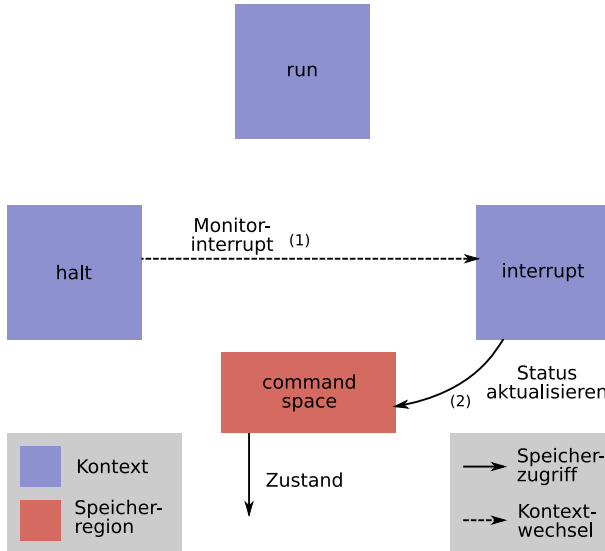 run
Monitor-
interrupt (1)
halt
interrupt
command
space
Status
aktualisieren
(2)
Zustand
Kontext
Speicher-
region
Speicher-
zugriff
Kontext-
wechsel